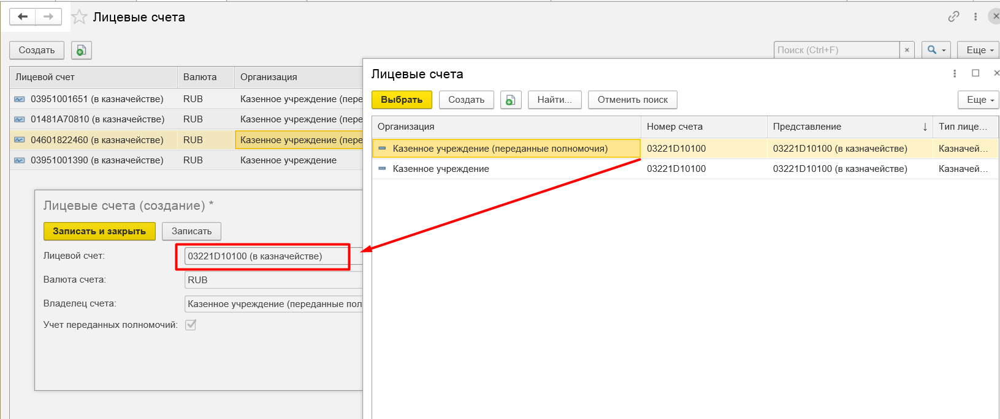 Лицевые счета
Создать
Поиск (Ctrl+F)
×
Еще
Лицевой счет Валюта Организация
03951001651 (в казначействе) RUB Казенное учреждение (пере
01481А70810 (в казначействе) RUB Казенное учреждение (пере
04601822460 (в казначействе) RUB Казенное учреждение (пере
03951001390 (в казначействе) RUB Казенное учреждение
Лицевые счета (создание) *
Записать и закрыть Записать
Лицевой счет: 03221D10100 (в казначействе)
Валюта счета: RUB
Владелец счета: Казенное учреждение (переданные пол
Учет переданных полномочий:
Лицевые счета
Выбрать Создать Найти... Отменить поиск Еще
Организация Номер счета Представление ↓ Тип лице...
Казенное учреждение (переданные полномочия) 03221D10100 03221D10100 (в казначействе) Казначей...
Казенное учреждение 03221D10100 03221D10100 (в казначействе) Казначей...